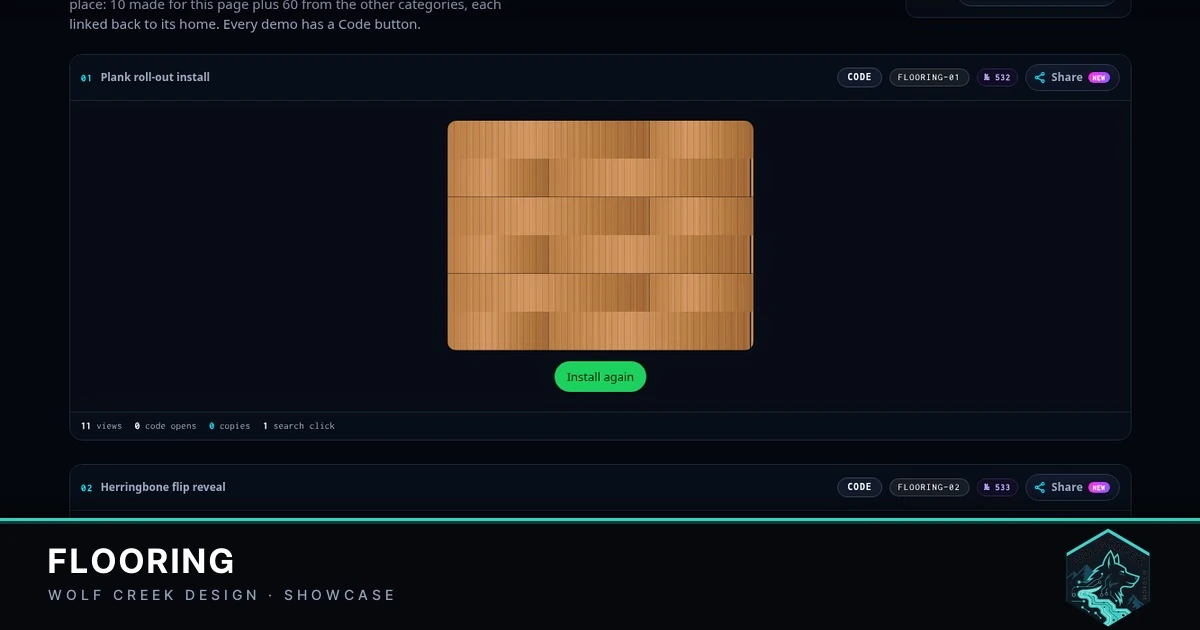 place: 10 made for this page plus 60 from the other categories, each
linked back to its home. Every demo has a Code button.
01 Plank roll-out install CODE FLOORING-01 № 532 Share NEW
Install again
11 views 0 code opens 0 copies 1 search click
02 Herringbone flip reveal CODE FLOORING-02 № 533 Share NEW
FLOORING
WOLF CREEK DESIGN · SHOWCASE